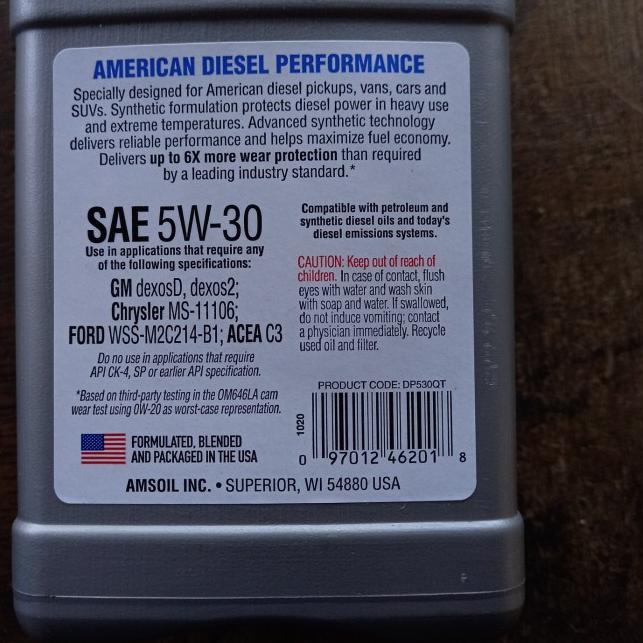 AMERICAN DIESEL PERFORMANCE
Specially designed for American diesel pickups, vans, cars and
SUVs. Synthetic formulation protects diesel power in heavy use
and extreme temperatures. Advanced synthetic technology
delivers reliable performance and helps maximize fuel economy.
Delivers up to 6X more wear protection than required
by a leading industry standard.*
SAE 5W-30
Use in applications that require any
of the following specifications:
GM dexosD, dexos2;
Chrysler MS-11106;
FORD WSS-M2C214-B1; ACEA C3
Do no use in applications that require
API CK-4, SP or earlier API specification.
*Based on third-party testing in the OM646LA cam
wear test using 0W-20 as worst-case representation.
FORMULATED, BLENDED
AND PACKAGED IN THE USA
Compatible with petroleum and
synthetic diesel oils and today's
diesel emissions systems.
CAUTION: Keep out of reach of
children. In case of contact, flush
eyes with water and wash skin
with soap and water. If swallowed,
do not induce vomiting; contact
a physician immediately. Recycle
used oil and filter.
PRODUCT CODE: DP530QT
1020
0 97012 46201 8
AMSOIL INC. • SUPERIOR, WI 54880 USA